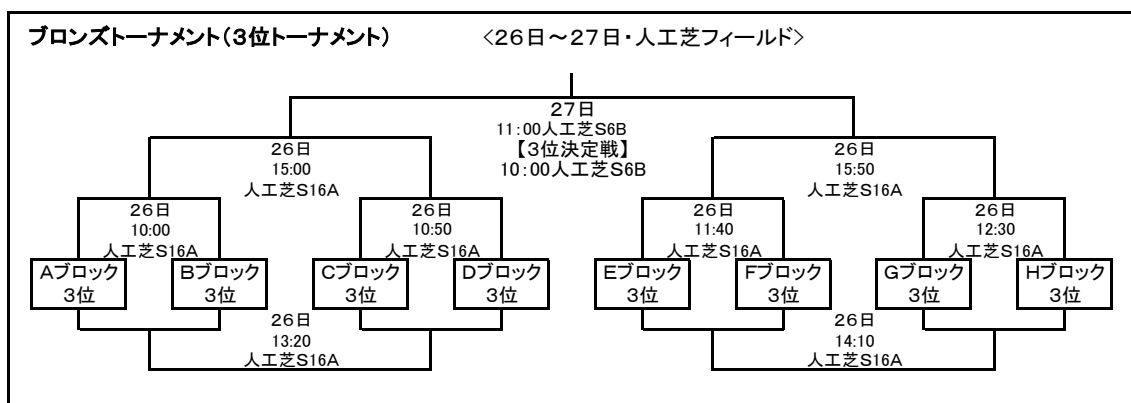 ブロンズトーナメント(３位トーナメント)　　　＜２６日～２７日・人工芝フィールド＞
２７日
11：00人工芝S6B
【３位決定戦】
10：00人工芝S6B
２６日
15:00
人工芝S16A
２６日
15:50
人工芝S16A
２６日
10:00
人工芝S16A
２６日
10:50
人工芝S16A
２６日
11:40
人工芝S16A
２６日
12:30
人工芝S16A
Aブロック
３位
Bブロック
３位
Cブロック
３位
Dブロック
３位
Eブロック
３位
Fブロック
３位
Gブロック
３位
Hブロック
３位
２６日
13:20
人工芝S16A
２６日
14:10
人工芝S16A